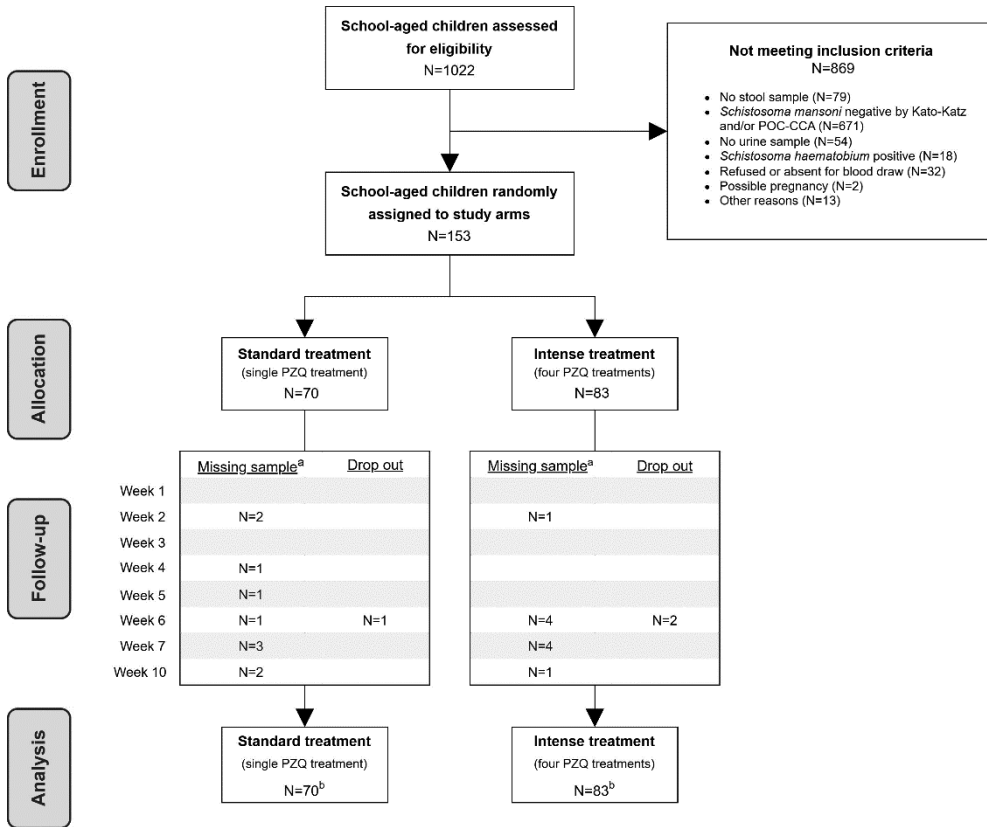 Enrollment
School-aged children assessed
for eligibility
N=1022
Not meeting inclusion criteria
N=869
• No stool sample (N=79)
• Schistosoma mansoni negative by Kato-Katz
and/or POC-CCA (N=671)
• No urine sample (N=54)
• Schistosoma haematobium positive (N=18)
• Refused or absent for blood draw (N=32)
• Possible pregnancy (N=2)
• Other reasons (N=13)
School-aged children randomly
assigned to study arms
N=153
Allocation
Standard treatment
(single PZQ treatment)
N=70
Intense treatment
(four PZQ treatments)
N=83
Follow-up
Missing sampleᵃ Drop out Missing sampleᵃ Drop out
Week 1
Week 2 N=2 N=1
Week 3
Week 4 N=1
Week 5 N=1
Week 6 N=1 N=1 N=4 N=2
Week 7 N=3 N=4
Week 10 N=2 N=1
Analysis
Standard treatment
(single PZQ treatment)
N=70ᵇ
Intense treatment
(four PZQ treatments)
N=83ᵇ